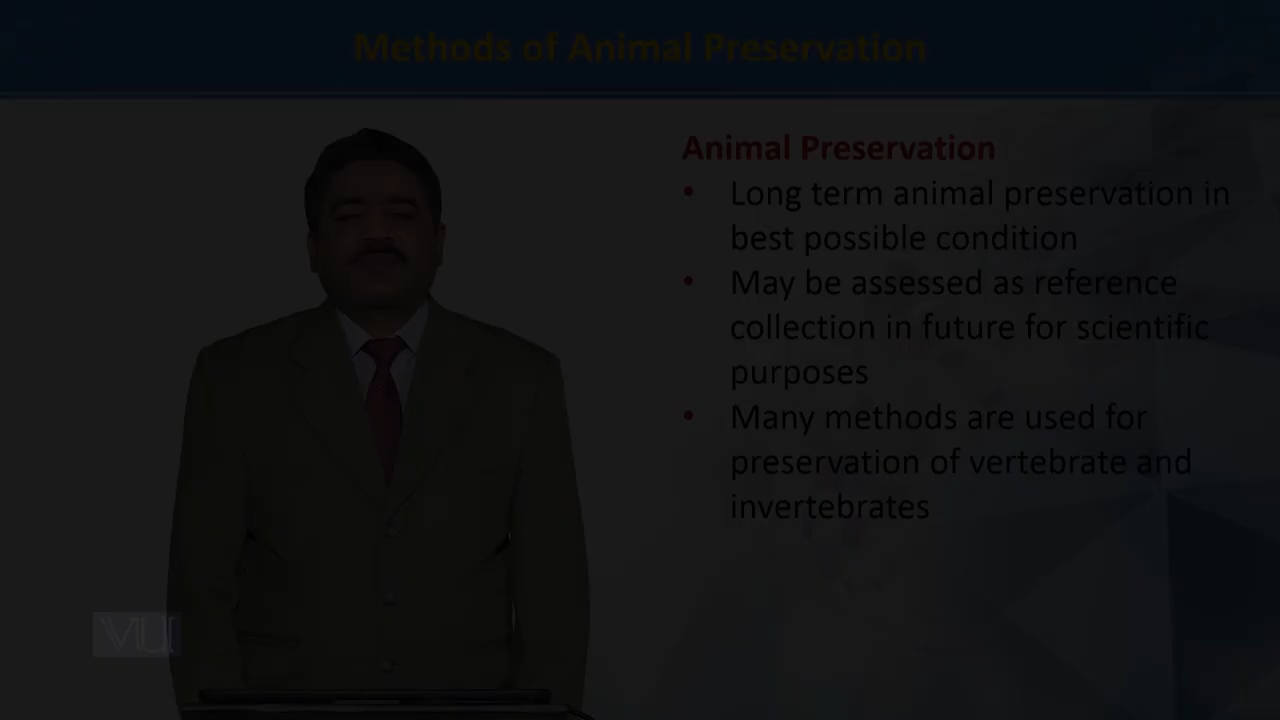 Methods of Animal Preservation
Animal Preservation
• Long term animal preservation in
best possible condition
• May be assessed as reference
collection in future for scientific
purposes
• Many methods are used for
preservation of vertebrate and
invertebrates
VU